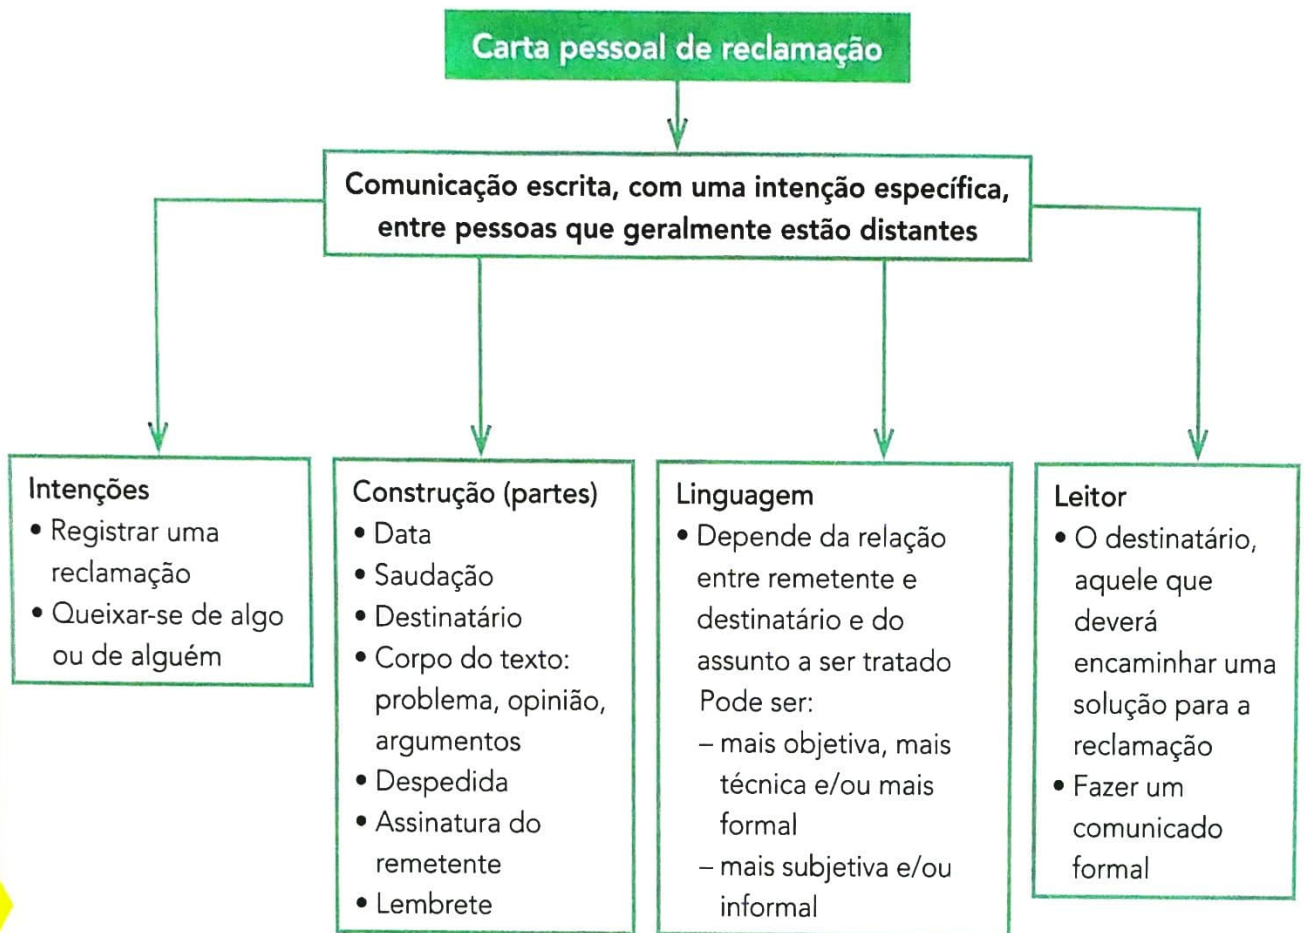 Carta pessoal de reclamação
Comunicação escrita, com uma intenção específica,
entre pessoas que geralmente estão distantes
Intenções
• Registrar uma
reclamação
• Queixar-se de algo
ou de alguém
Construção (partes)
• Data
• Saudação
• Destinatário
• Corpo do texto:
problema, opinião,
argumentos
• Despedida
• Assinatura do
remetente
• Lembrete
Linguagem
• Depende da relação
entre remetente e
destinatário e do
assunto a ser tratado
Pode ser:
– mais objetiva, mais
técnica e/ou mais
formal
– mais subjetiva e/ou
informal
Leitor
• O destinatário,
aquele que
deverá
encaminhar uma
solução para a
reclamação
• Fazer um
comunicado
formal